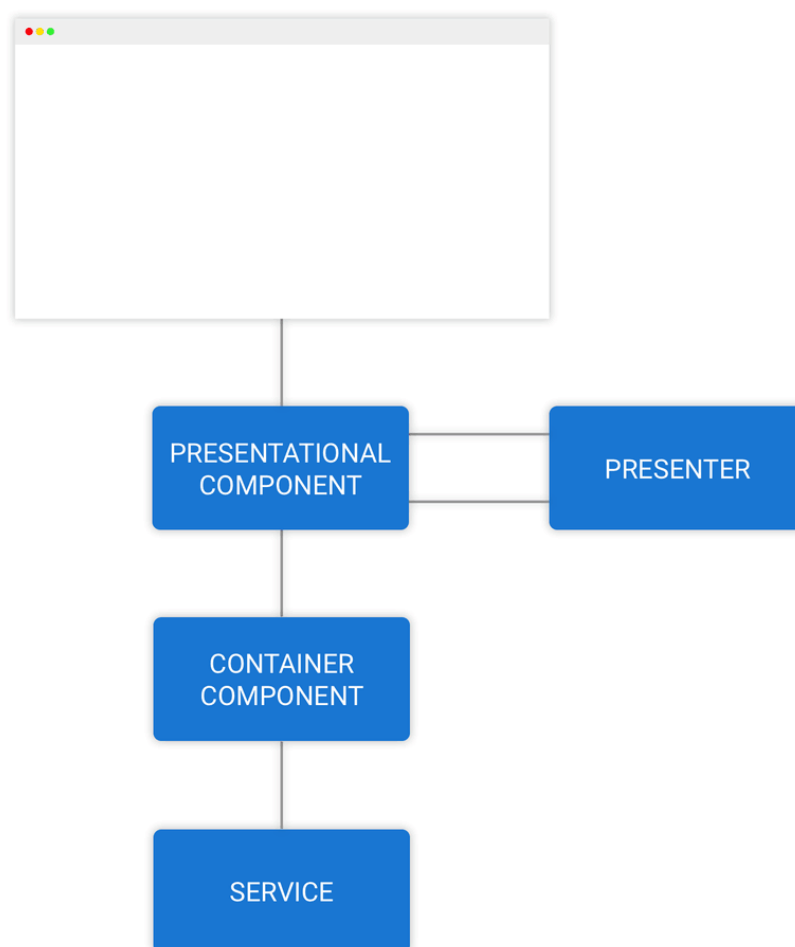 PRESENTATIONAL
COMPONENT
PRESENTER
CONTAINER
COMPONENT
SERVICE